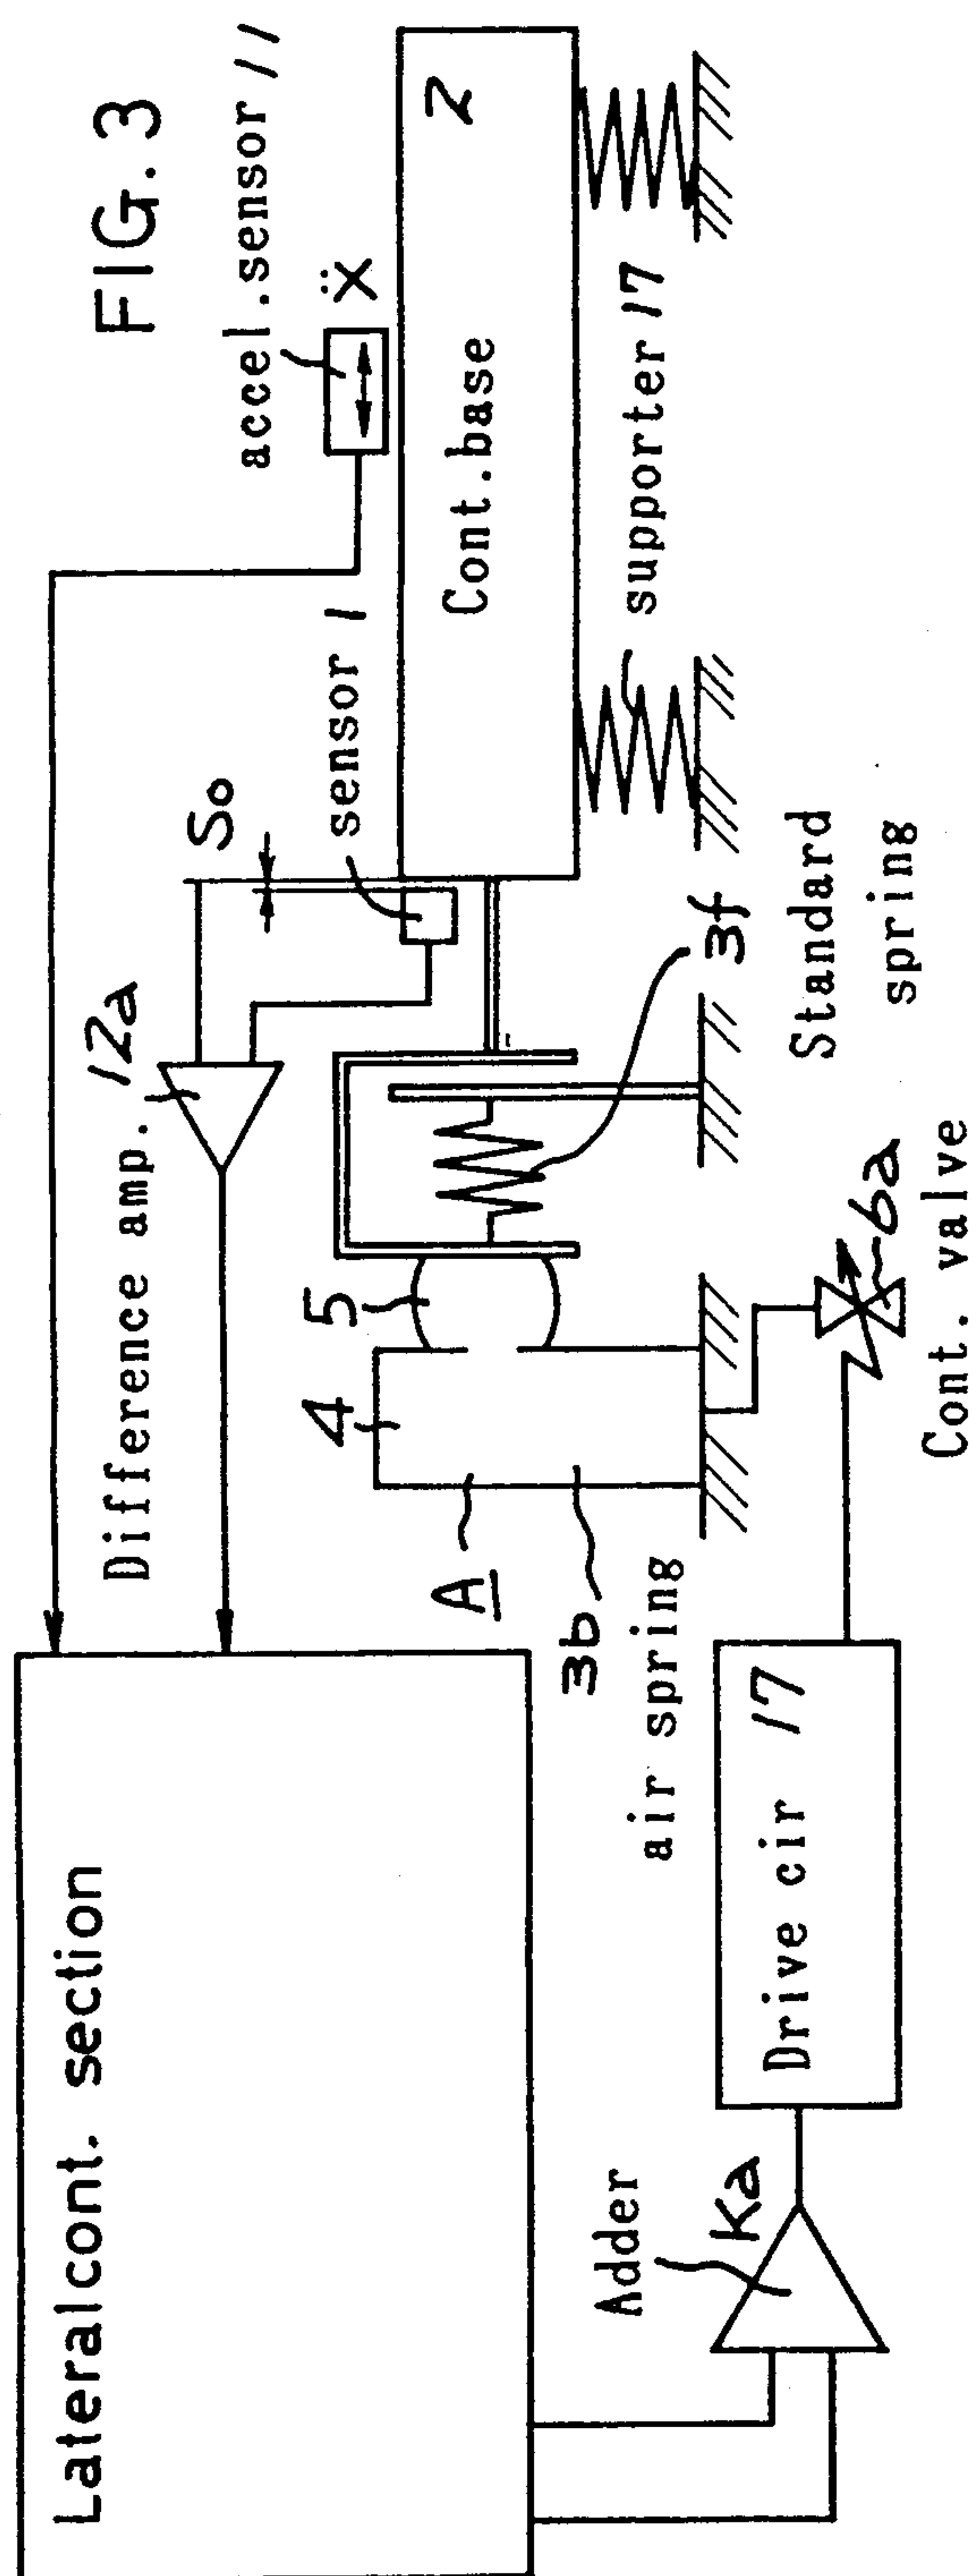 FIG. 3
Lateralcont. section
Difference amp.
12a
So
accel.sensor 11
Ẍ
sensor 1
Cont.base
2
4
5
A
3b
air spring
3f
Standard
spring
supporter 17
Adder
Ka
Drive cir 17
6a
Cont. valve